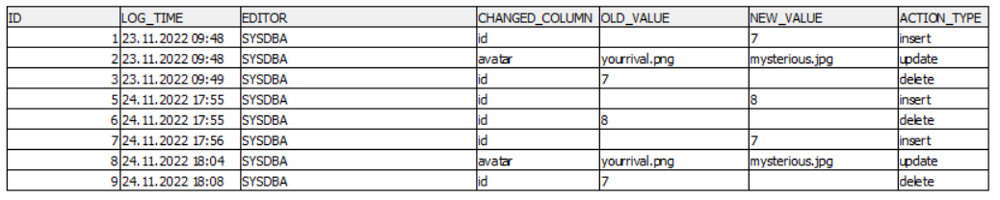 ID LOG_TIME EDITOR CHANGED_COLUMN OLD_VALUE NEW_VALUE ACTION_TYPE
1 23.11.2022 09:48 SYSDBA id 7 insert
2 23.11.2022 09:48 SYSDBA avatar yourrival.png mysterious.jpg update
3 23.11.2022 09:49 SYSDBA id 7 delete
5 24.11.2022 17:55 SYSDBA id 8 insert
6 24.11.2022 17:55 SYSDBA id 8 delete
7 24.11.2022 17:56 SYSDBA id 7 insert
8 24.11.2022 18:04 SYSDBA avatar yourrival.png mysterious.jpg update
9 24.11.2022 18:08 SYSDBA id 7 delete